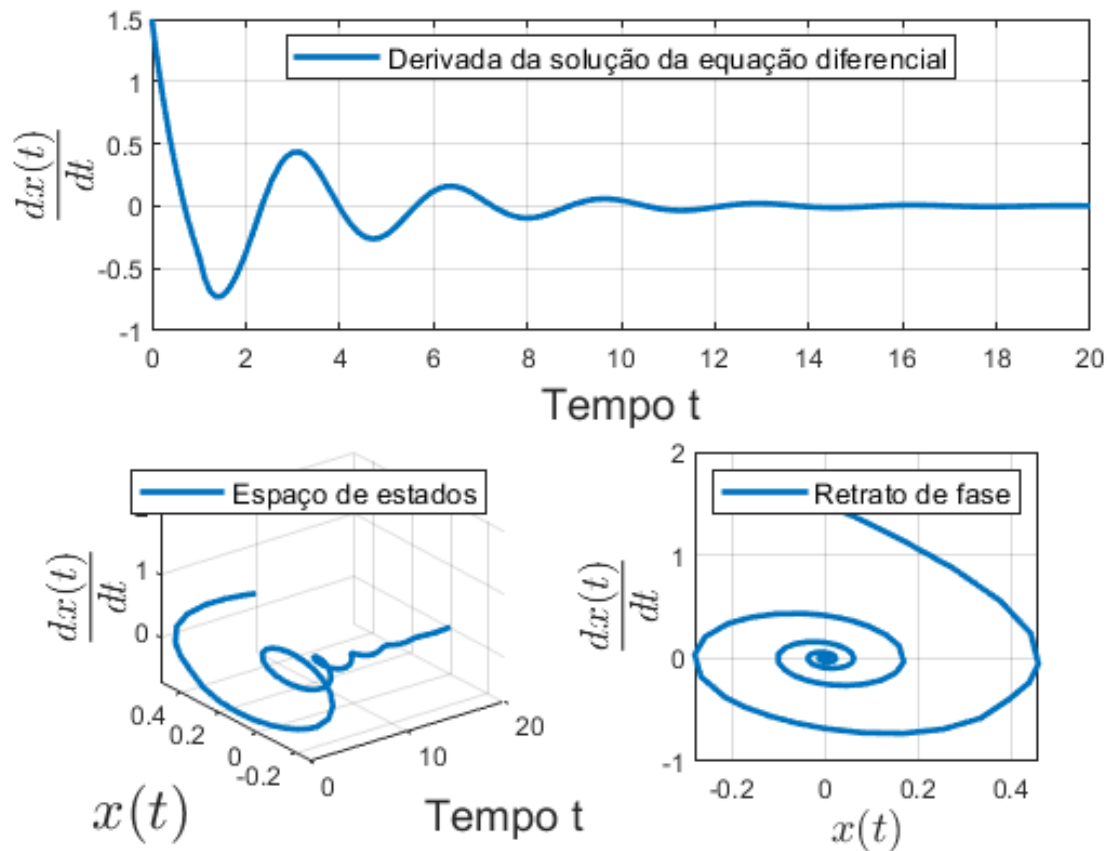 1.5
Derivada da solução da equação diferencial
1
0.5
0
-0.5
-1
dx(t)
dt
0 2 4 6 8 10 12 14 16 18 20
Tempo t
Espaço de estados
1
0
dx(t)
dt
0.4
0.2
0
-0.2
0
10
20
x(t)
Tempo t
2
Retrato de fase
1
0
-1
dx(t)
dt
-0.2 0 0.2 0.4
x(t)